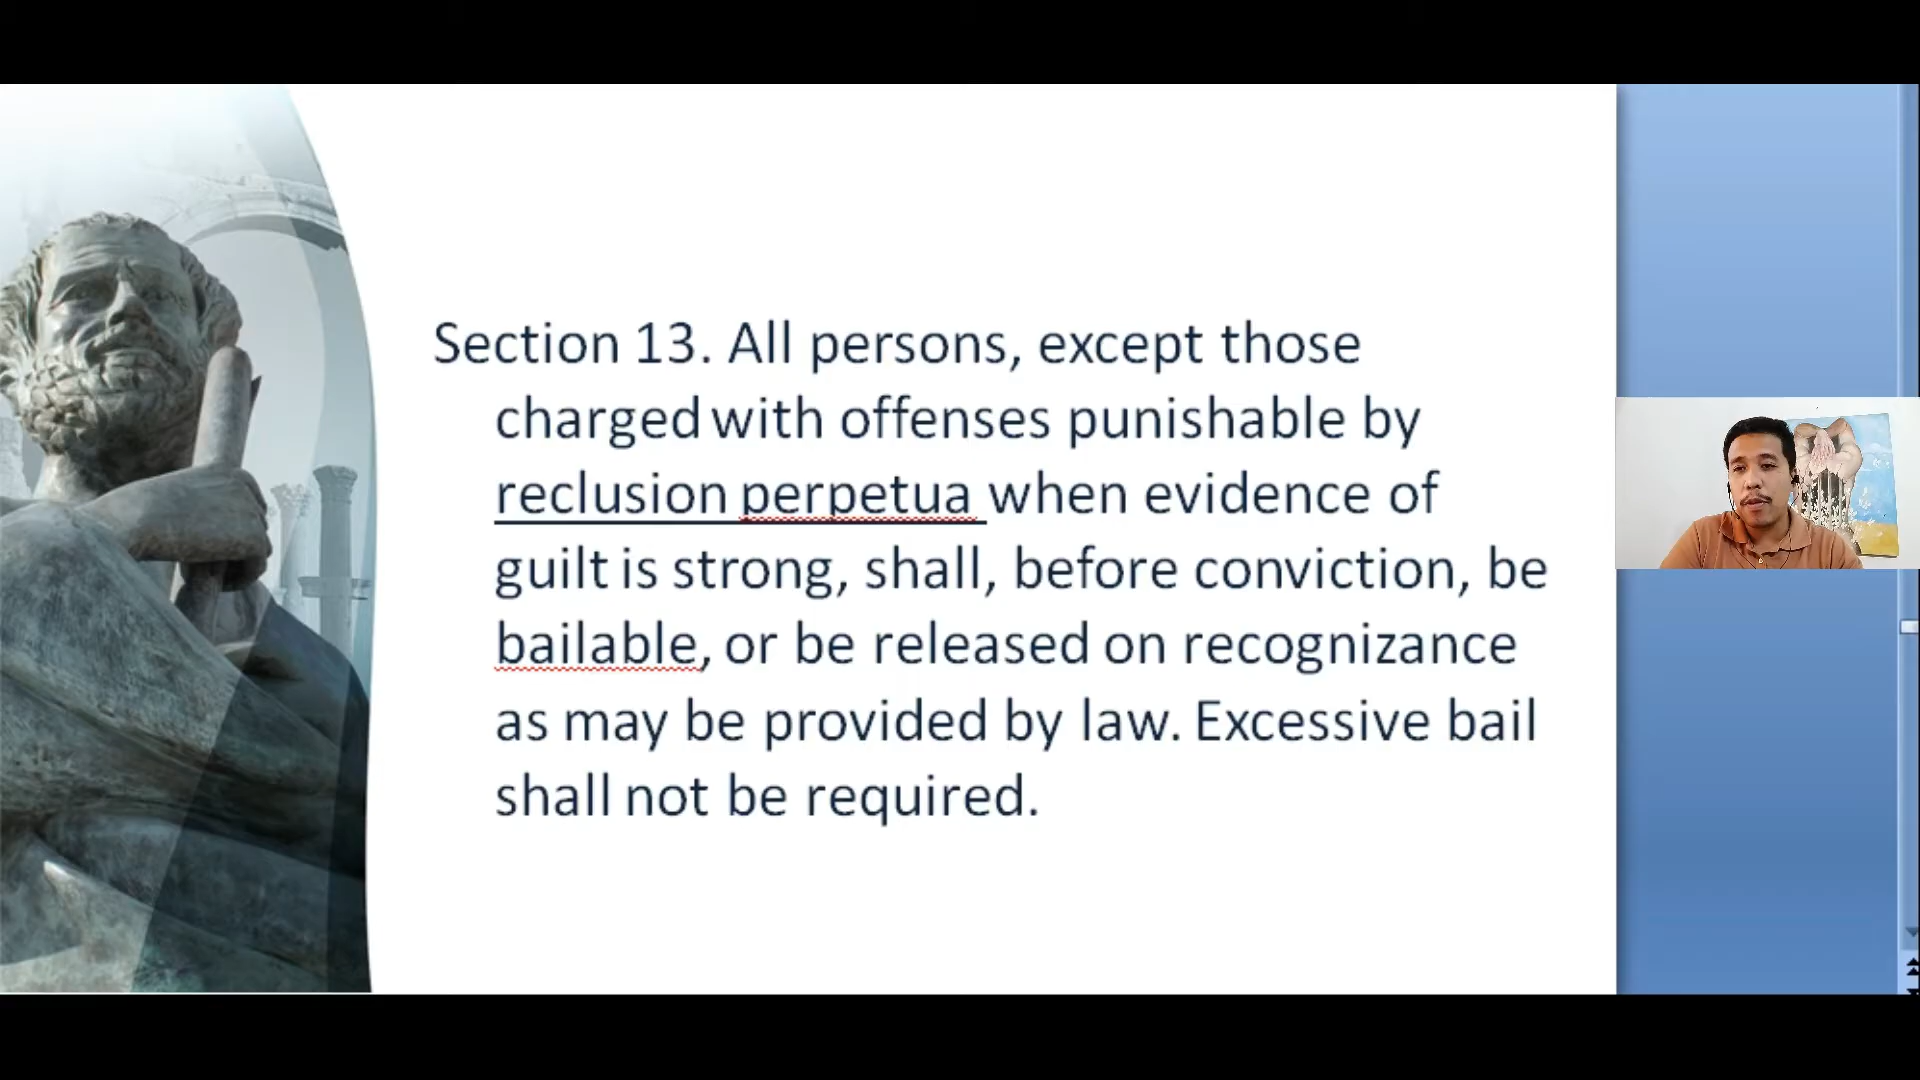 Section 13. All persons, except those
charged with offenses punishable by
reclusion perpetua when evidence of
guilt is strong, shall, before conviction, be
bailable, or be released on recognizance
as may be provided by law. Excessive bail
shall not be required.